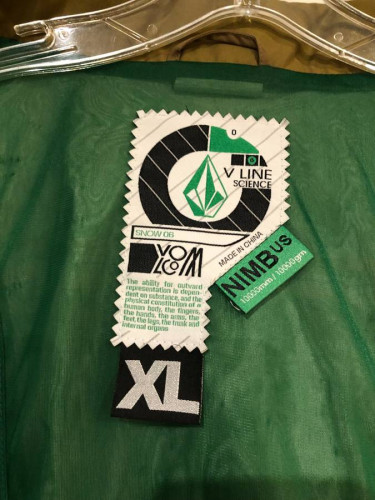 0
V LINE
SCIENCE
SNOW 06
MADE IN CHINA
VOLCOM
NIMBUS
10000mm / 10000grm
The ability for outward
representation is depen-
dent on substance, and the
physical constitution of a
human body, the fingers,
the hands, the arms, the
feet, the legs, the trunk and
internal organs
XL